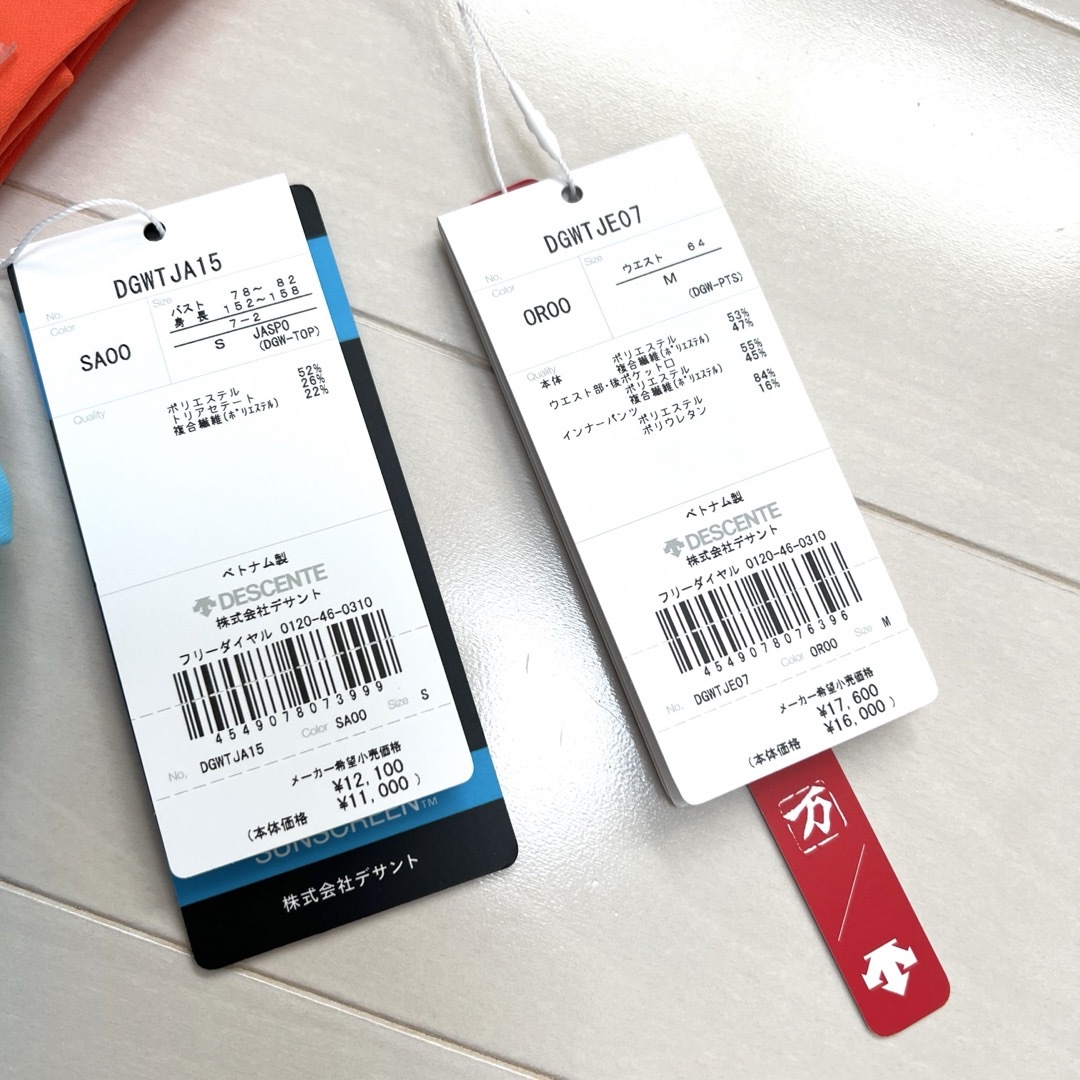 DGWTJA15
No.
Color
SA00
Size
バスト 78～ 82
身 長 152～158
7-2
S JASPO
(DGW-TOP)
Quality
ポリエステル 52%
トリアセテート 26%
複合繊維(ﾎﾟﾘｴｽﾃﾙ) 22%
ベトナム製
DESCENTE
株式会社デサント
フリーダイヤル 0120-46-0310
4549078073999
No. DGWTJA15 Color SA00 Size S
メーカー希望小売価格
¥12,100
(本体価格 ¥11,000 )
SUNSCREEN™
株式会社デサント
DGWTJE07
No.
Color
OR00
Size
ウエスト 64
M
(DGW-PTS)
Quality
本体 ポリエステル 53%
複合繊維(ﾎﾟﾘｴｽﾃﾙ) 47%
ウエスト部・後ポケット口
ポリエステル 55%
複合繊維(ﾎﾟﾘｴｽﾃﾙ) 45%
インナーパンツ
ポリエステル 84%
ポリウレタン 16%
ベトナム製
DESCENTE
株式会社デサント
フリーダイヤル 0120-46-0310
4549078076396
No. DGWTJE07 Color OR00 Size M
メーカー希望小売価格
¥17,600
(本体価格 ¥16,000 )
万